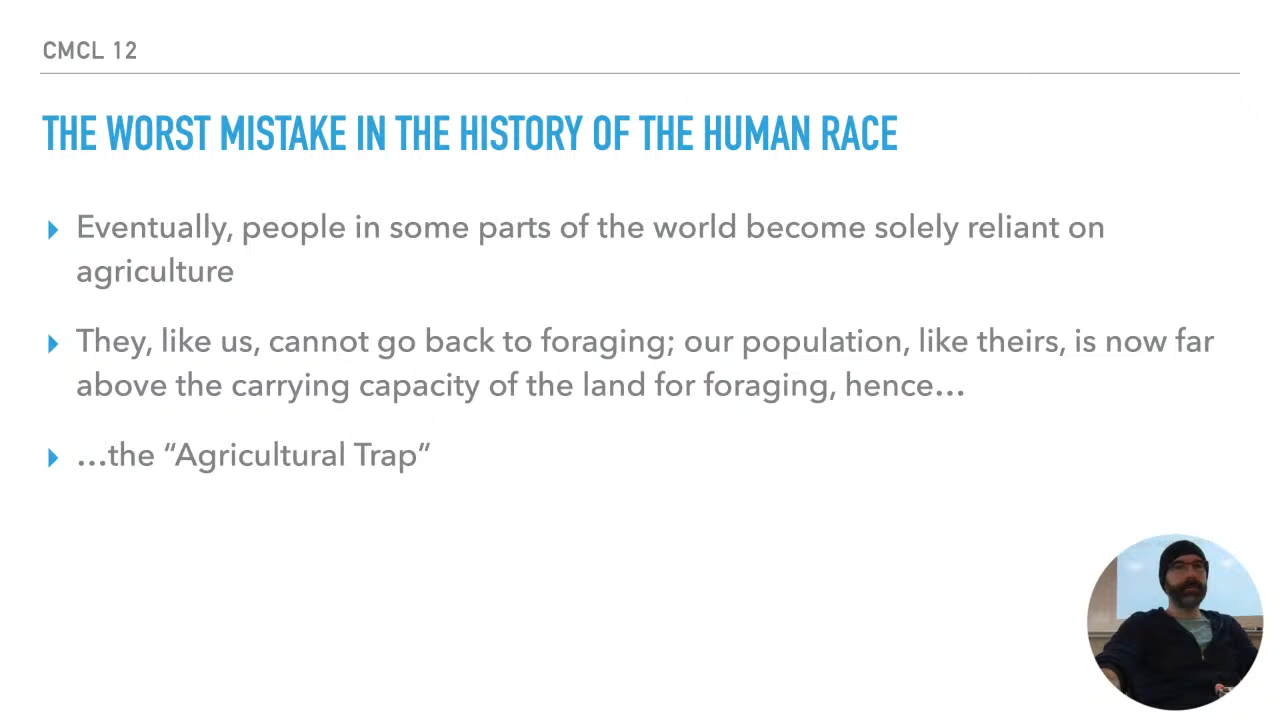 CMCL 12
THE WORST MISTAKE IN THE HISTORY OF THE HUMAN RACE
Eventually, people in some parts of the world become solely reliant on
agriculture
They, like us, cannot go back to foraging; our population, like theirs, is now far
above the carrying capacity of the land for foraging, hence…
…the “Agricultural Trap”